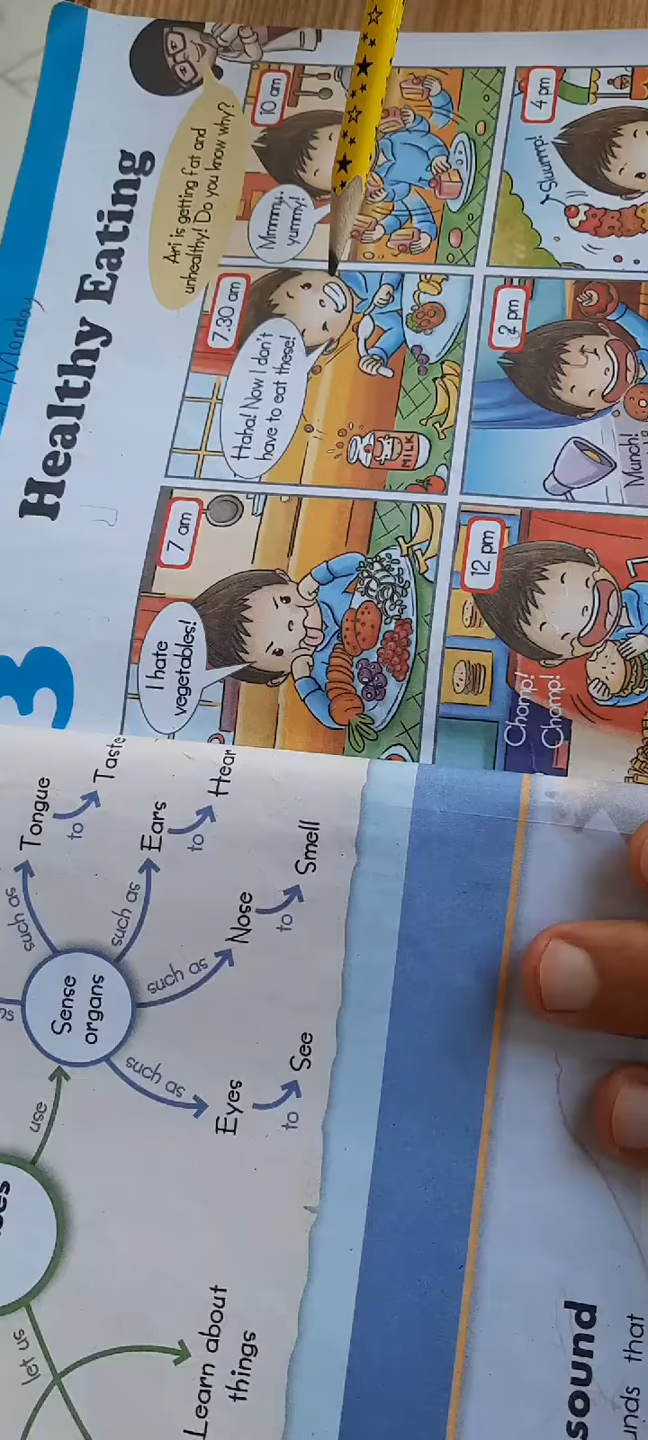 Monday
3
Healthy Eating
Ari is getting fat and
unhealthy! Do you know why?
7 am
I hate
vegetables!
7.30 am
Haha! Now I don't
have to eat these!
MILK
10 am
Mmmm..
yummy!
12 pm
Chomp!
Chomp!
2 pm
Munch!
4 pm
Sluurrrp!
Sense
organs
such as
Tongue
to
Taste
such as
Ears
to
Hear
such as
Nose
to
Smell
such as
Eyes
to
See
use
let us
Learn about
things
sound
that